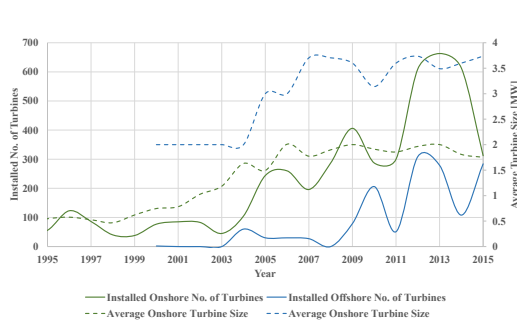 700
600
500
400
300
200
100
0
4
3.5
3
2.5
2
1.5
1
0.5
0
Installed No. of Turbines
Average Turbine Size [MW]
1995 1997 1999 2001 2003 2005 2007 2009 2011 2013 2015
Year
Installed Onshore No. of Turbines Installed Offshore No. of Turbines
Average Onshore Turbine Size Average Onshore Turbine Size